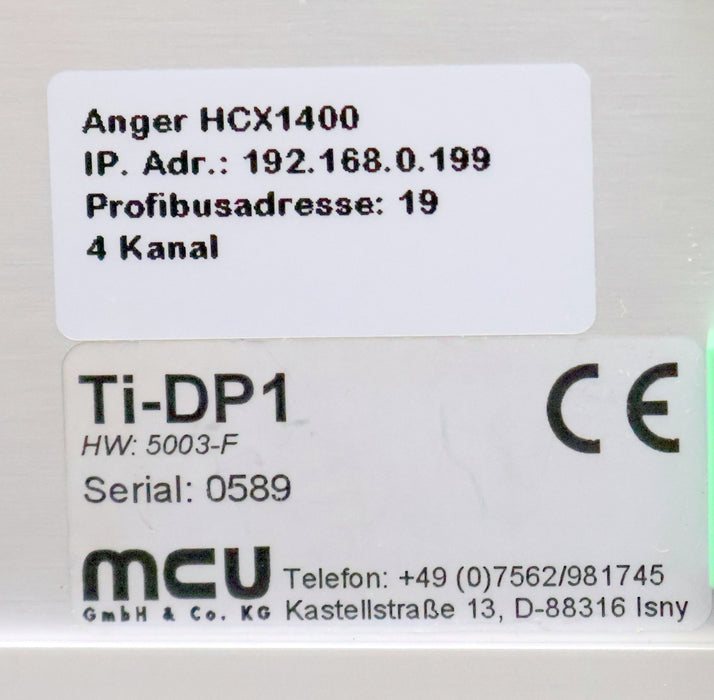 Anger HCX1400
IP. Adr.: 192.168.0.199
Profibusadresse: 19
4 Kanal
Ti-DP1
CE
HW: 5003-F
Serial: 0589
mcu
GmbH & Co. KG
Telefon: +49 (0)7562/981745
Kastellstraße 13, D-88316 Isny